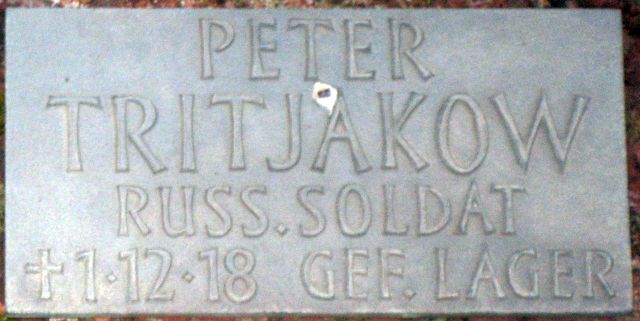 PETER
TRITJAKOW
RUSS. SOLDAT
† 1·12·18 GEF. LAGER